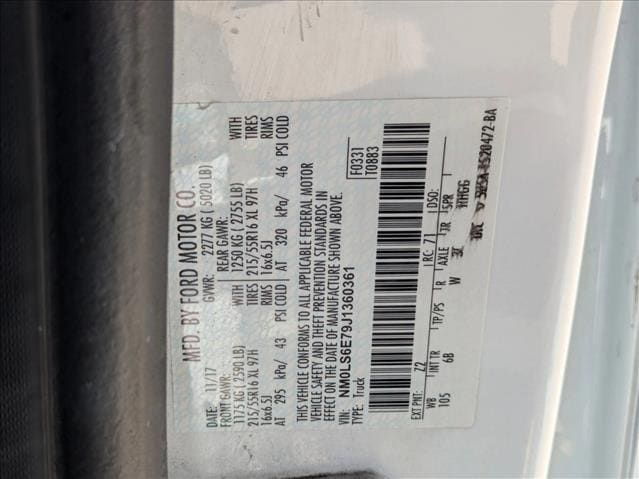 MFD. BY FORD MOTOR CO.
DATE: 11/17 GVWR: 2277 KG (5020 LB)
FRONT GAWR: REAR GAWR:
1175 KG (2590 LB) 1250 KG (2755 LB) WITH
215/55R16 XL 97H 215/55R16 XL 97H TIRES
16x6.5J 16x6.5J RIMS
AT 295 kPa/ 43 PSI COLD AT 320 kPa/ 46 PSI COLD
THIS VEHICLE CONFORMS TO ALL APPLICABLE FEDERAL MOTOR
VEHICLE SAFETY AND THEFT PREVENTION STANDARDS IN
EFFECT ON THE DATE OF MANUFACTURE SHOWN ABOVE.
VIN: NM0LS6E79J1360361 F0331
TYPE: Truck T0883
EXT PNT: Z2 RC: 71 DSO:
WB INT TR TP/PS R AXLE TR SPR
105 6B W
520472-BA